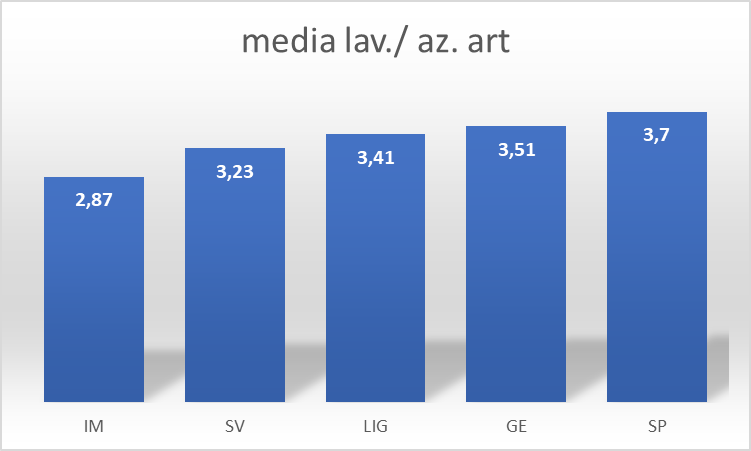 media lav./ az. art
2,87
3,23
3,41
3,51
3,7
IM
SV
LIG
GE
SP